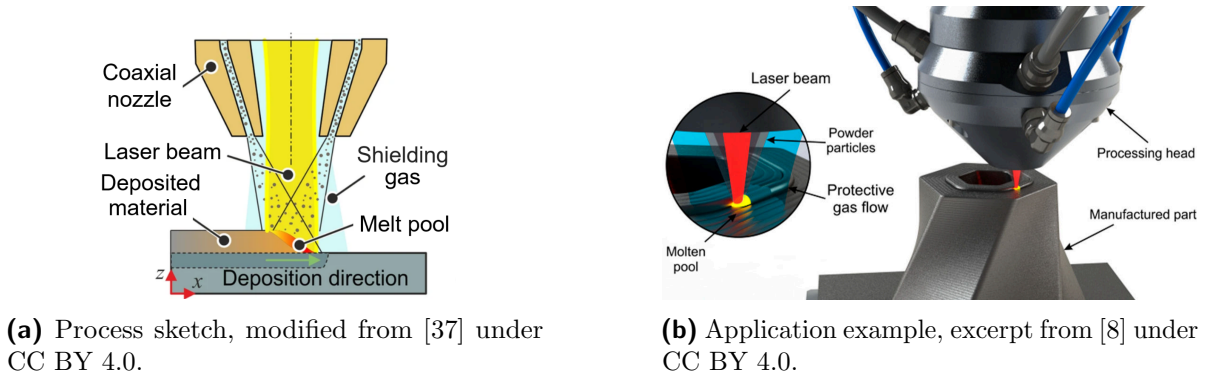 Coaxial
nozzle
Laser beam
Shielding
gas
Deposited
material
Melt pool
z
x
Deposition direction
(a) Process sketch, modified from [37] under
CC BY 4.0.
Laser beam
Powder
particles
Processing head
Protective
gas flow
Manufactured part
Molten
pool
(b) Application example, excerpt from [8] under
CC BY 4.0.